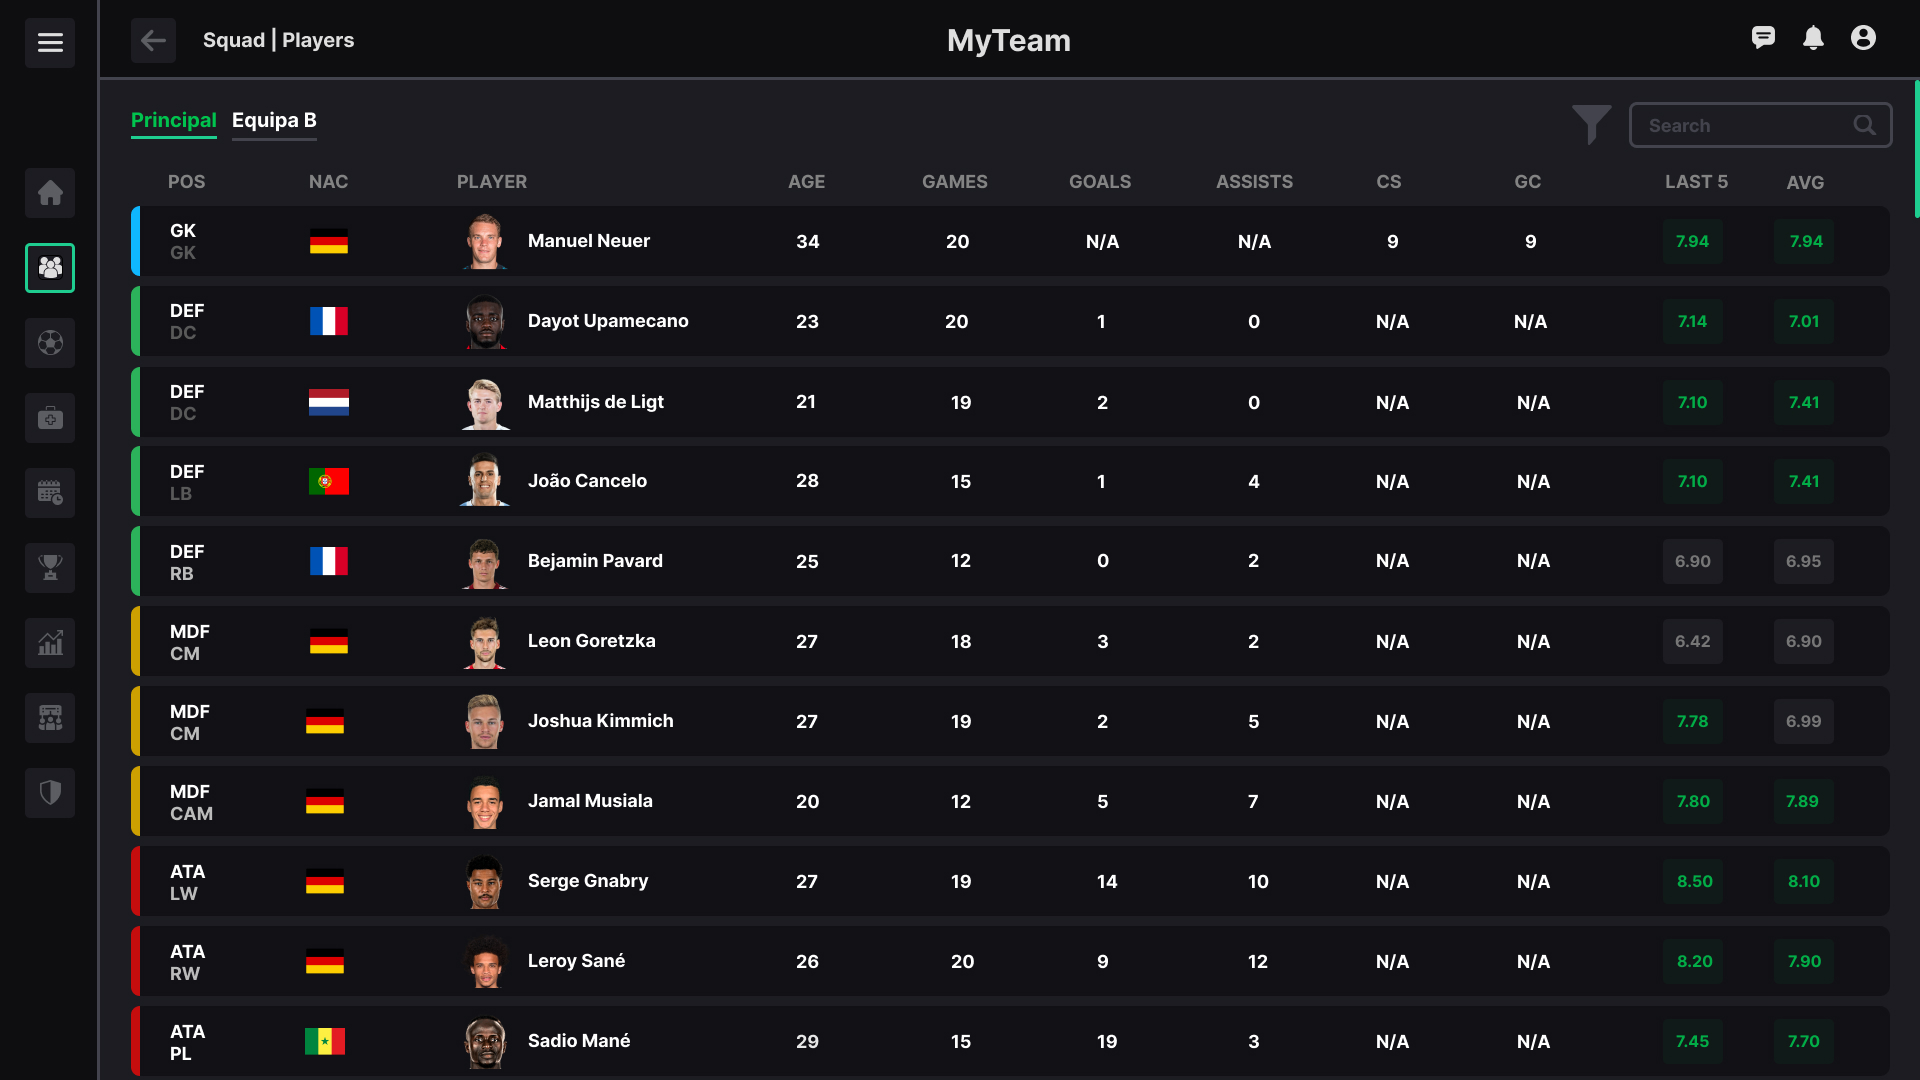 Squad | Players
MyTeam
Principal Equipa B
Search
POS NAC PLAYER AGE GAMES GOALS ASSISTS CS GC LAST 5 AVG
GK
GK
Manuel Neuer 34 20 N/A N/A 9 9 7.94 7.94
DEF
DC
Dayot Upamecano 23 20 1 0 N/A N/A 7.14 7.01
DEF
DC
Matthijs de Ligt 21 19 2 0 N/A N/A 7.10 7.41
DEF
LB
João Cancelo 28 15 1 4 N/A N/A 7.10 7.41
DEF
RB
Bejamin Pavard 25 12 0 2 N/A N/A 6.90 6.95
MDF
CM
Leon Goretzka 27 18 3 2 N/A N/A 6.42 6.90
MDF
CM
Joshua Kimmich 27 19 2 5 N/A N/A 7.78 6.99
MDF
CAM
Jamal Musiala 20 12 5 7 N/A N/A 7.80 7.89
ATA
LW
Serge Gnabry 27 19 14 10 N/A N/A 8.50 8.10
ATA
RW
Leroy Sané 26 20 9 12 N/A N/A 8.20 7.90
ATA
PL
Sadio Mané 29 15 19 3 N/A N/A 7.45 7.70